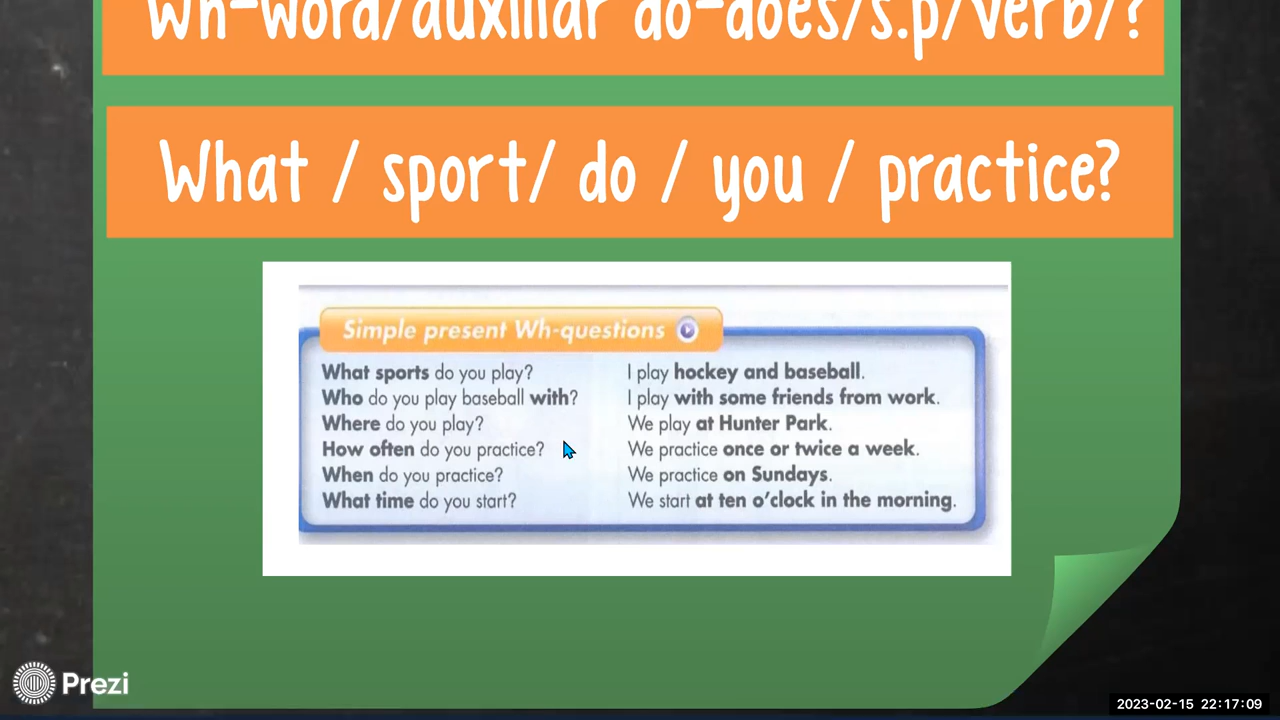 Wh-word/auxiliar do-does/s.p/verb/?
What / sport/ do / you / practice?
Simple present Wh-questions
What sports do you play? I play hockey and baseball.
Who do you play baseball with? I play with some friends from work.
Where do you play? We play at Hunter Park.
How often do you practice? We practice once or twice a week.
When do you practice? We practice on Sundays.
What time do you start? We start at ten o'clock in the morning.
Prezi
2023-02-15 22:17:09